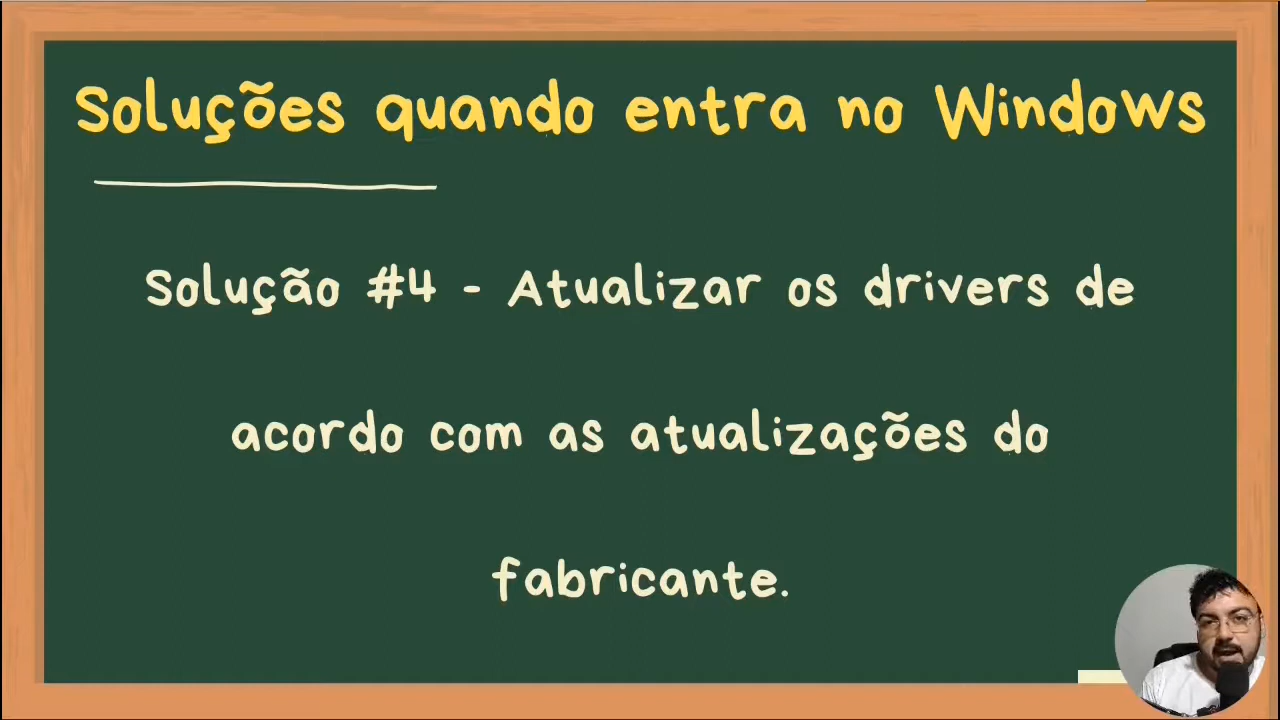 Soluções quando entra no Windows
Solução #4 - Atualizar os drivers de
acordo com as atualizações do
fabricante.